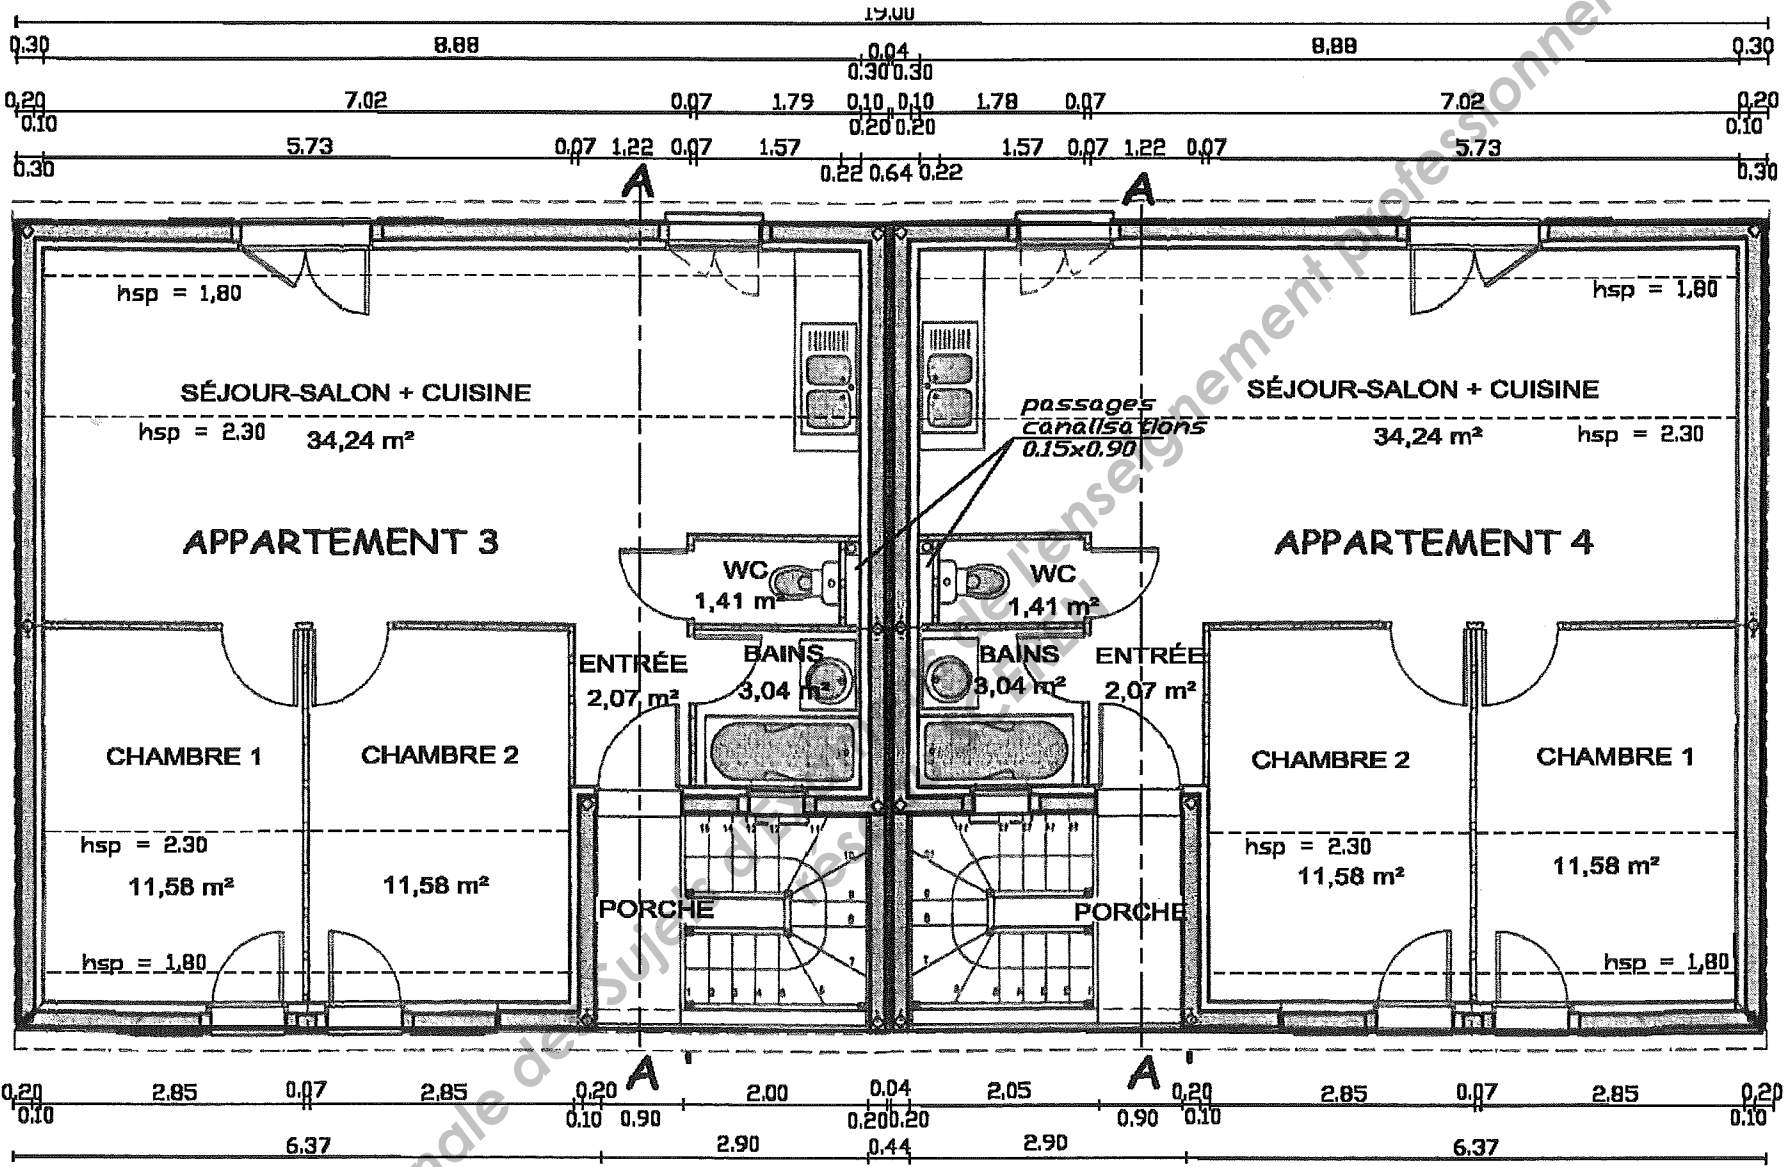 19.00
0.30 8.88 0.04 8.88 0.30
0.30 0.30
0.20 7.02 0.07 1.79 0.10 0.10 1.78 0.07 7.02 0.20
0.10 0.20 0.20 0.10
5.73 0.07 1.22 0.07 1.57 1.57 0.07 1.22 0.07 5.73
0.30 0.22 0.64 0.22 0.30
A A
hsp = 1,80 hsp = 1,80
SÉJOUR-SALON + CUISINE SÉJOUR-SALON + CUISINE
hsp = 2.30 34,24 m² 34,24 m² hsp = 2.30
passages
canalisations
0.15x0.90
APPARTEMENT 3 APPARTEMENT 4
WC WC
1,41 m² 1,41 m²
ENTRÉE BAINS BAINS ENTRÉE
2,07 m² 3,04 m² 3,04 m² 2,07 m²
CHAMBRE 1 CHAMBRE 2 CHAMBRE 2 CHAMBRE 1
hsp = 2.30 hsp = 2.30
11,58 m² 11,58 m² 11,58 m² 11,58 m²
PORCHE PORCHE
hsp = 1,80 hsp = 1,80
A A
0.20 2.85 0.07 2.85 0.20 2.00 0.04 2.05 0.20 2.85 0.07 2.85 0.20
0.10 0.10 0.90 0.20 0.20 0.90 0.10 0.10
6.37 2.90 0.44 2.90 6.37
de l'enseignement professionnel